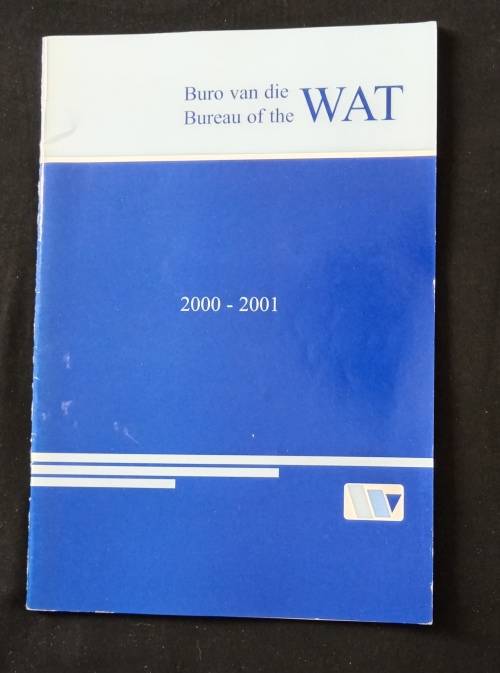 Buro van die
Bureau of the WAT
2000 - 2001